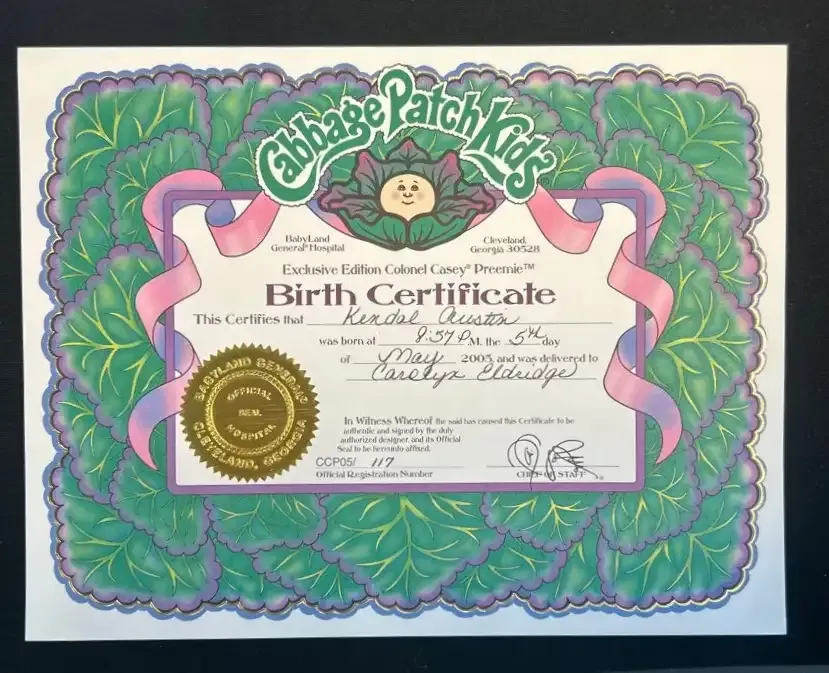 Cabbage Patch Kids®
BabyLand General® Hospital
Cleveland, Georgia 30528
Exclusive Edition Colonel Casey® Preemie™
Birth Certificate
This Certifies that Kendal Austin
was born at 8:57 P.M. the 5th day
of May 2005, and was delivered to
Carolyn Eldridge
In Witness Whereof the said has caused this Certificate to be
authentic and signed by the duly
authorized designer, and its Official
Seal to be hereunto affixed.
CCP05/ 117
Official Registration Number
CHIEF OF STAFF
BABYLAND GENERAL
OFFICIAL
SEAL
HOSPITAL
CLEVELAND, GEORGIA